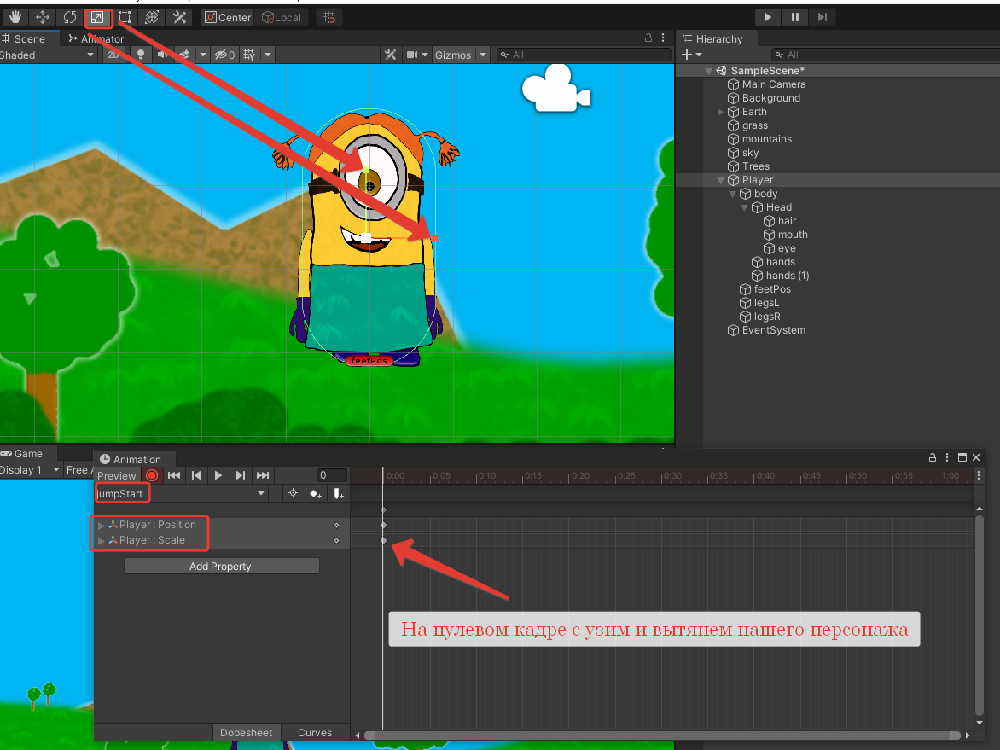 Center
Local
Scene
Animator
Shaded
2D
0
Gizmos
All
Hierarchy
All
SampleScene*
Main Camera
Background
Earth
grass
mountains
sky
Trees
Player
body
Head
hair
mouth
eye
hands
hands (1)
feetPos
legsL
legsR
EventSystem
feetPos
Game
Display 1
Free A
Animation
Preview
0
0:00
0:05
0:10
0:15
0:20
0:25
0:30
0:35
0:40
0:45
0:50
0:55
1:00
jumpStart
Player : Position
Player : Scale
Add Property
На нулевом кадре с узим и вытянем нашего персонажа
Dopesheet
Curves